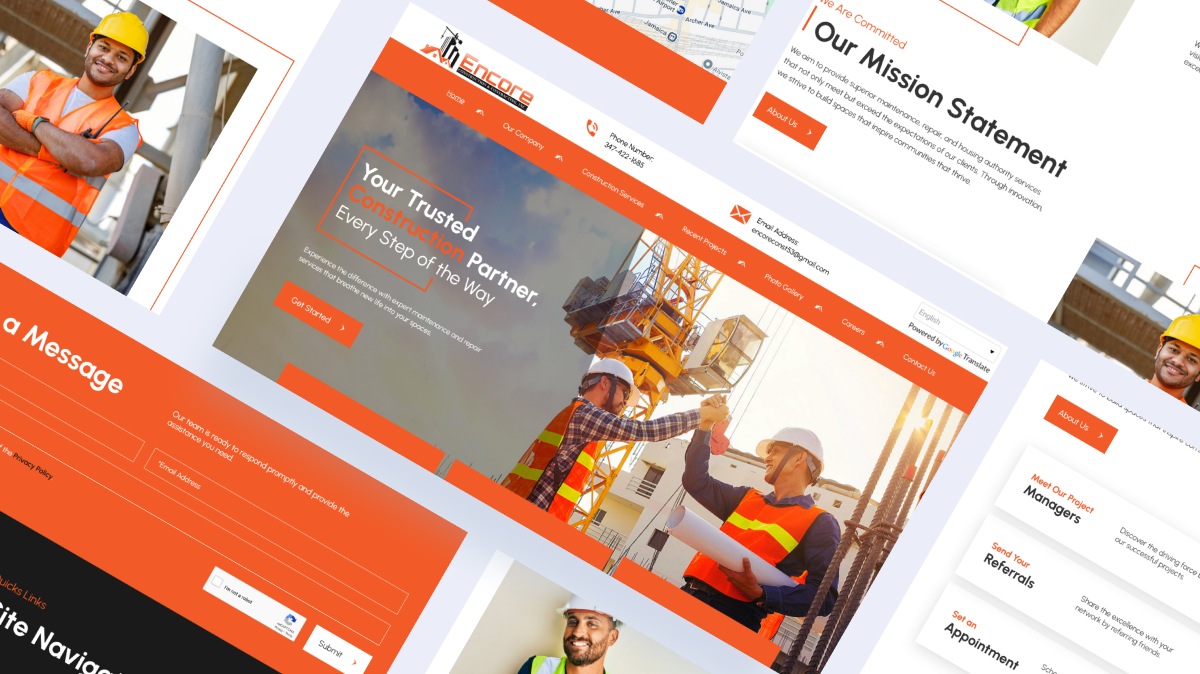 Encore
Home
Our Company
Construction Services
Recent Projects
Photo Gallery
Careers
Contact Us
Phone Number:
347-422-1685
Email Address:
encoreconst53@gmail.com
English
Powered by Google Translate
Your Trusted
Construction Partner,
Every Step of the Way
Experience the difference with expert maintenance and repair
services that breathe new life into your spaces.
Get Started
Jamaica Ave
Archer Ave
Airport
Jamaica
We Are Committed
Our Mission Statement
We aim to provide superior maintenance, repair, and housing authority services
that not only meet but exceed the expectations of our clients. Through innovation,
we strive to build spaces that inspire communities that thrive.
About Us
a Message
Our team is ready to respond promptly and provide the
assistance you need.
*Email Address
the Privacy Policy
I'm not a robot
Submit
Quicks Links
Site Naviga
About Us
Meet Our Project
Managers
Discover the driving force
our successful projects.
Send Your
Referrals
Share the excellence with your
network by referring friends.
Set an
Appointment